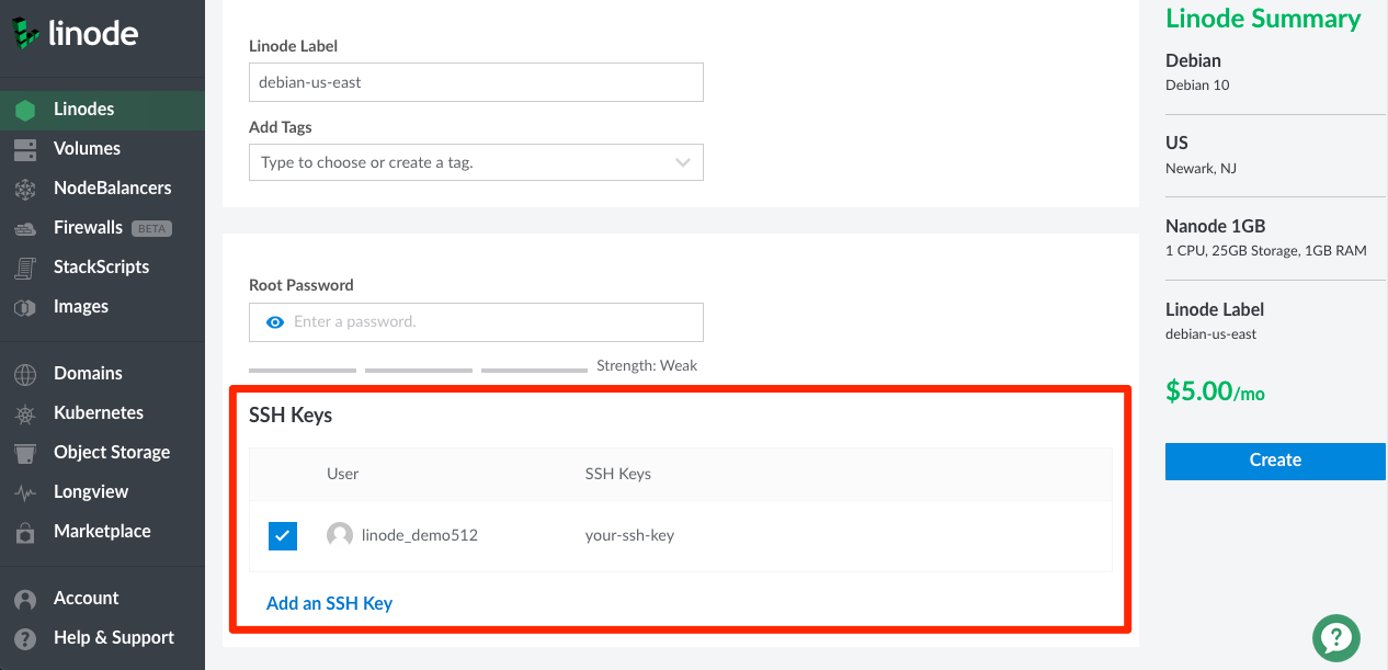 linode
Linodes
Volumes
NodeBalancers
Firewalls BETA
StackScripts
Images
Domains
Kubernetes
Object Storage
Longview
Marketplace
Account
Help & Support
Linode Label
debian-us-east
Add Tags
Type to choose or create a tag.
Root Password
Enter a password.
Strength: Weak
SSH Keys
User SSH Keys
linode_demo512 your-ssh-key
Add an SSH Key
Linode Summary
Debian
Debian 10
US
Newark, NJ
Nanode 1GB
1 CPU, 25GB Storage, 1GB RAM
Linode Label
debian-us-east
$5.00/mo
Create